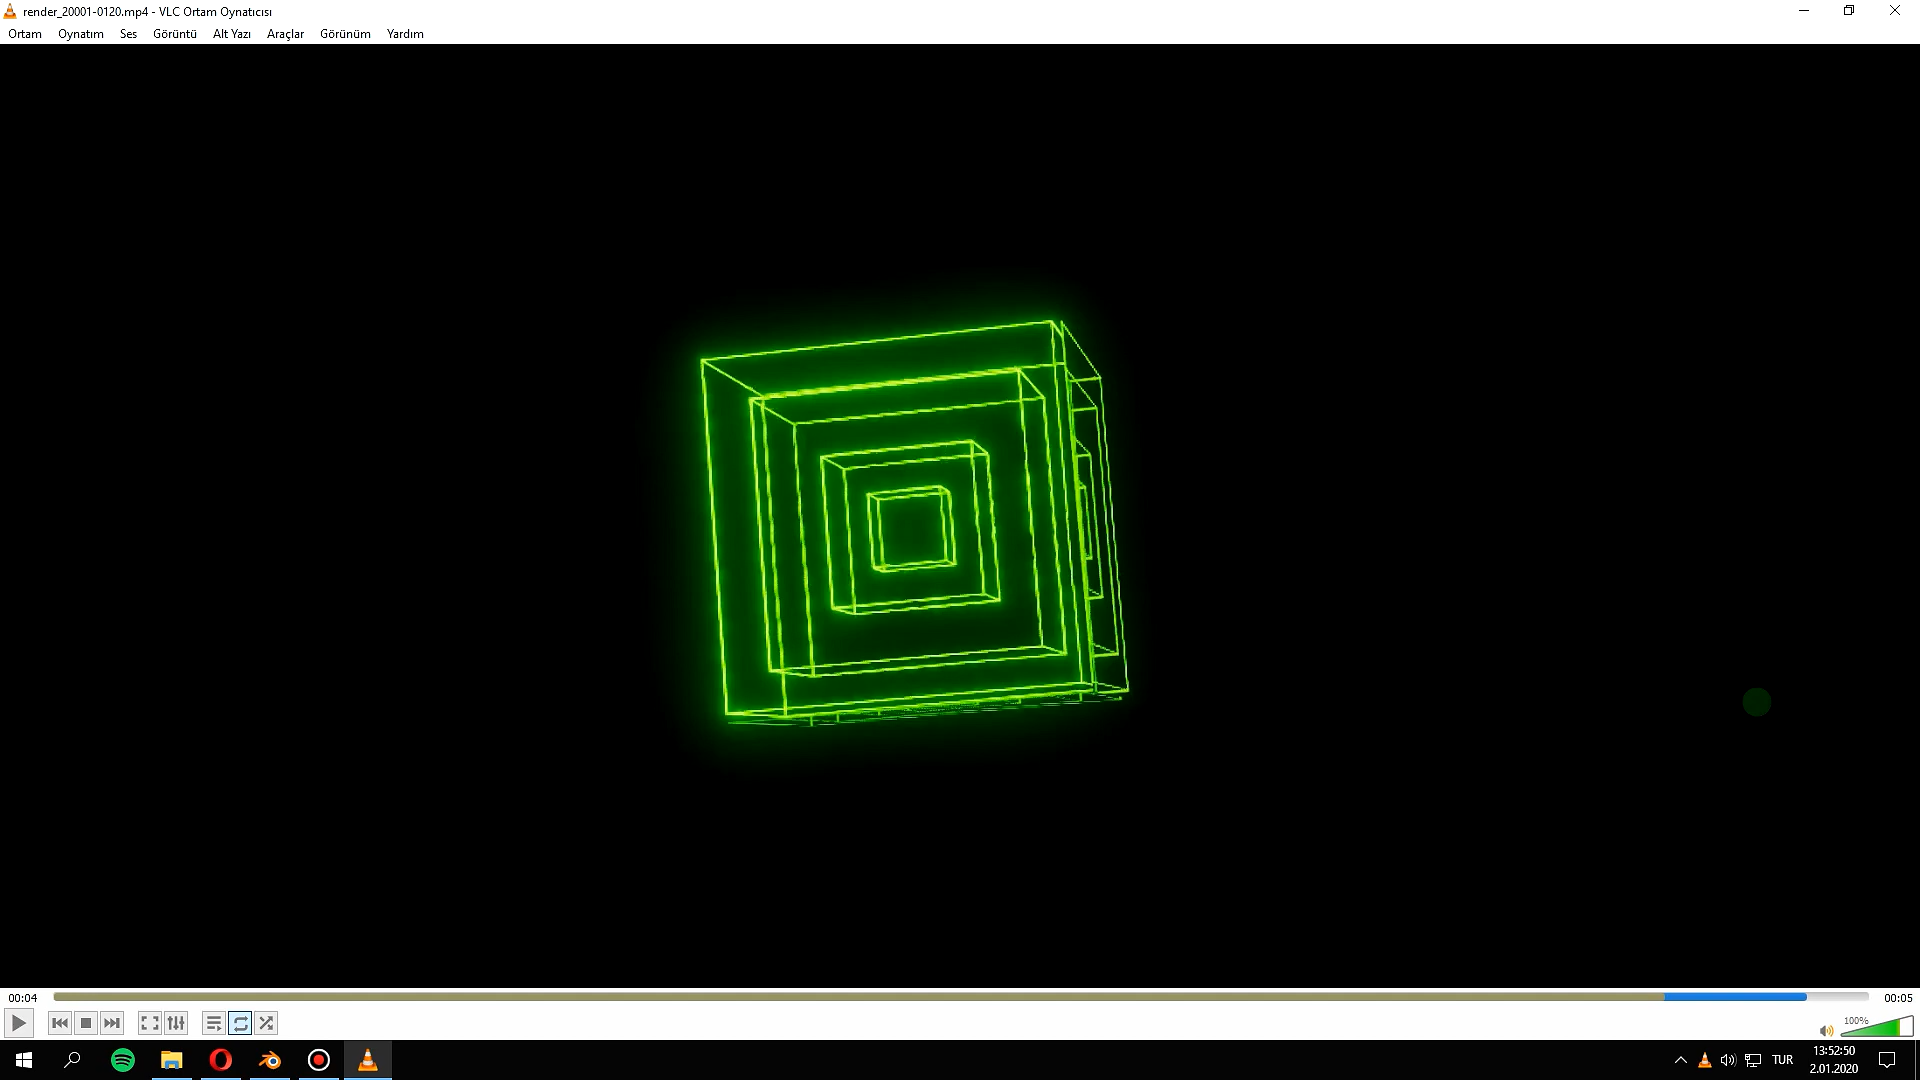 render_20001-0120.mp4 - VLC Ortam Oynatıcısı
Ortam Oynatım Ses Görüntü Alt Yazı Araçlar Görünüm Yardım
00:04 00:05
100%
TUR 13:52:50
2.01.2020